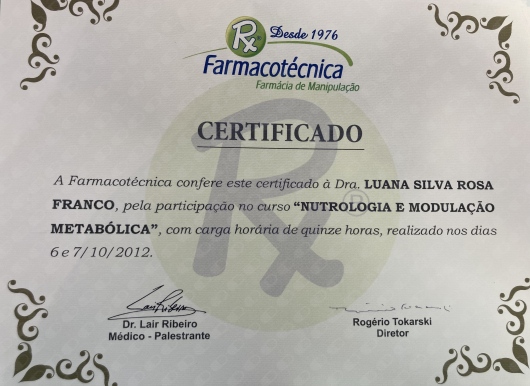 Rx
Desde 1976
Farmacotécnica
Farmácia de Manipulação
CERTIFICADO
A Farmacotécnica confere este certificado à Dra. LUANA SILVA ROSA
FRANCO, pela participação no curso “NUTROLOGIA E MODULAÇÃO
METABÓLICA”, com carga horária de quinze horas, realizado nos dias
6 e 7/10/2012.
Dr. Lair Ribeiro
Médico - Palestrante
Rogério Tokarski
Diretor